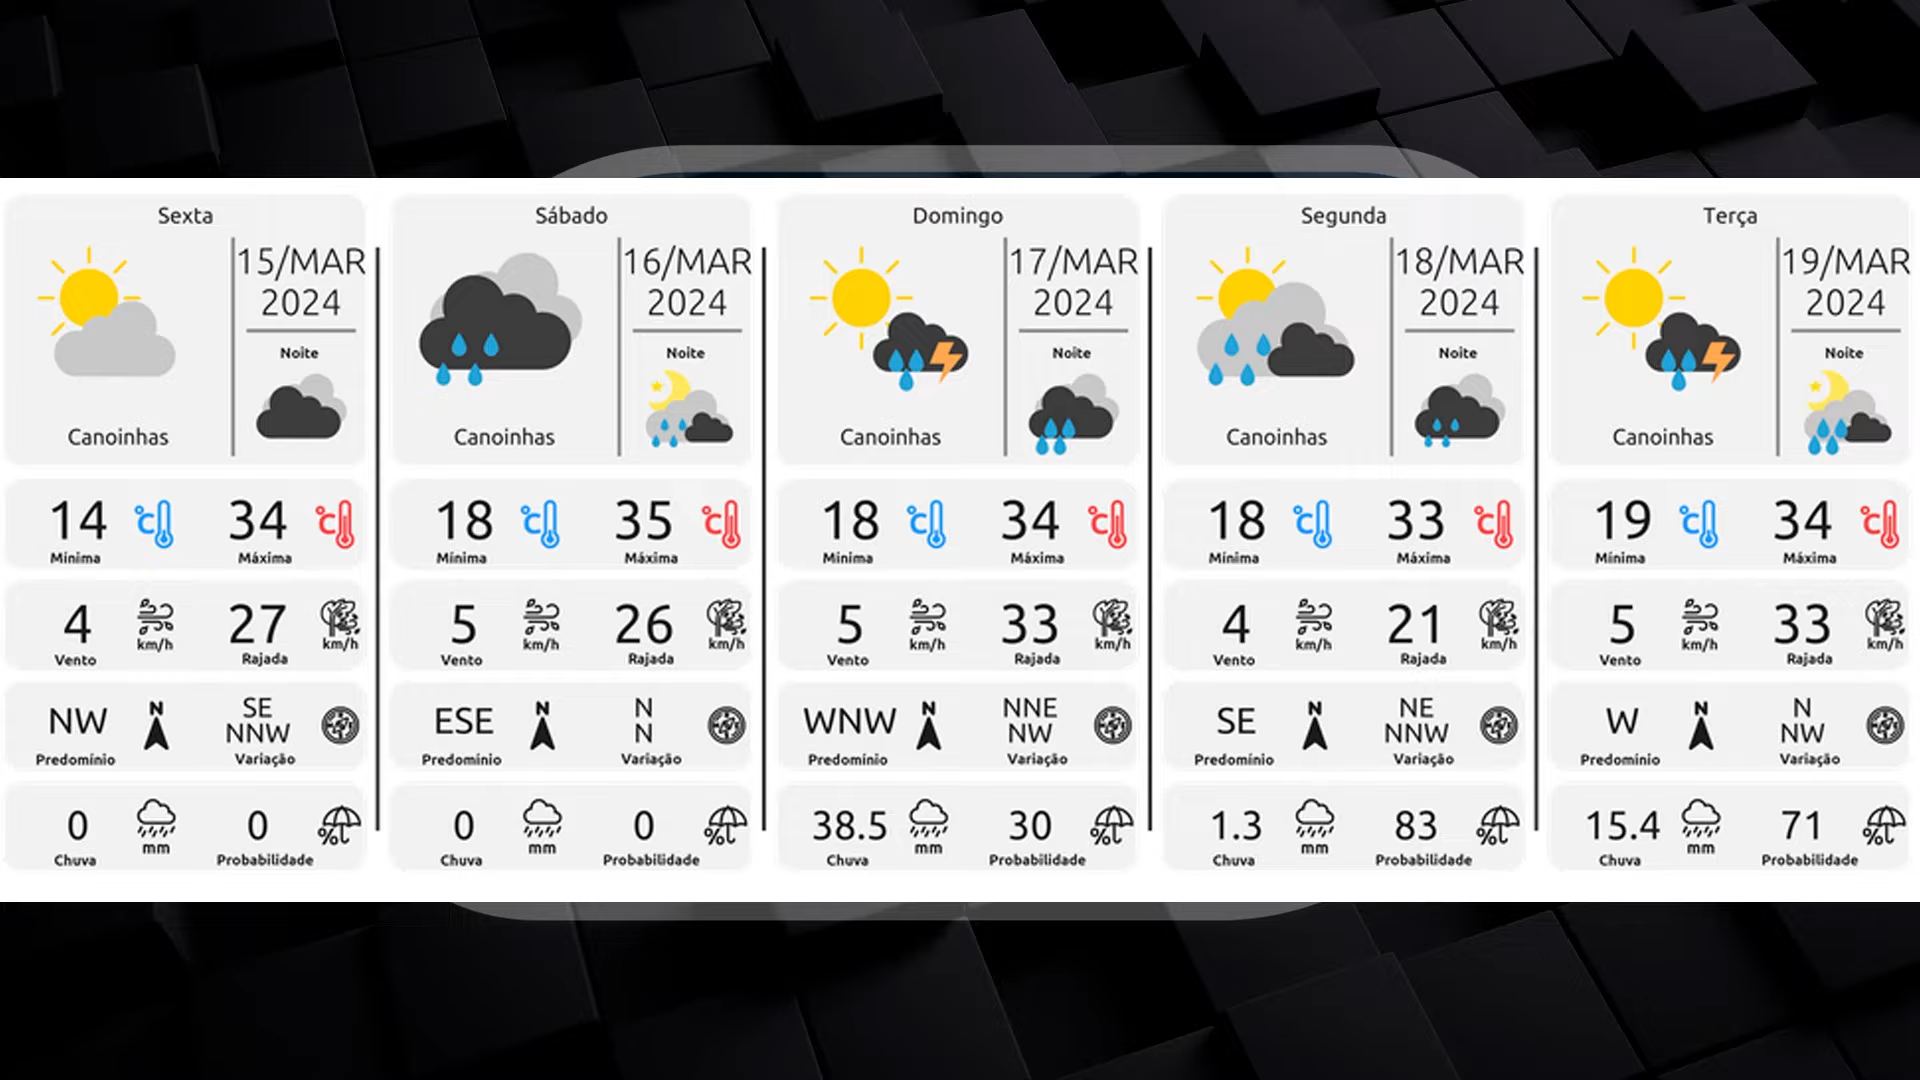 Sexta
15/MAR
2024
Noite
Canoinhas
14 °C 34 °C
Mínima Máxima
4 km/h 27 km/h
Vento Rajada
NW N SE
NNW
Predomínio Variação
0 mm 0 %
Chuva Probabilidade
Sábado
16/MAR
2024
Noite
Canoinhas
18 °C 35 °C
Mínima Máxima
5 km/h 26 km/h
Vento Rajada
ESE N N
N
Predomínio Variação
0 mm 0 %
Chuva Probabilidade
Domingo
17/MAR
2024
Noite
Canoinhas
18 °C 34 °C
Mínima Máxima
5 km/h 33 km/h
Vento Rajada
WNW N NNE
NW
Predomínio Variação
38.5 mm 30 %
Chuva Probabilidade
Segunda
18/MAR
2024
Noite
Canoinhas
18 °C 33 °C
Mínima Máxima
4 km/h 21 km/h
Vento Rajada
SE N NE
NNW
Predomínio Variação
1.3 mm 83 %
Chuva Probabilidade
Terça
19/MAR
2024
Noite
Canoinhas
19 °C 34 °C
Mínima Máxima
5 km/h 33 km/h
Vento Rajada
W N N
NW
Predomínio Variação
15.4 mm 71 %
Chuva Probabilidade